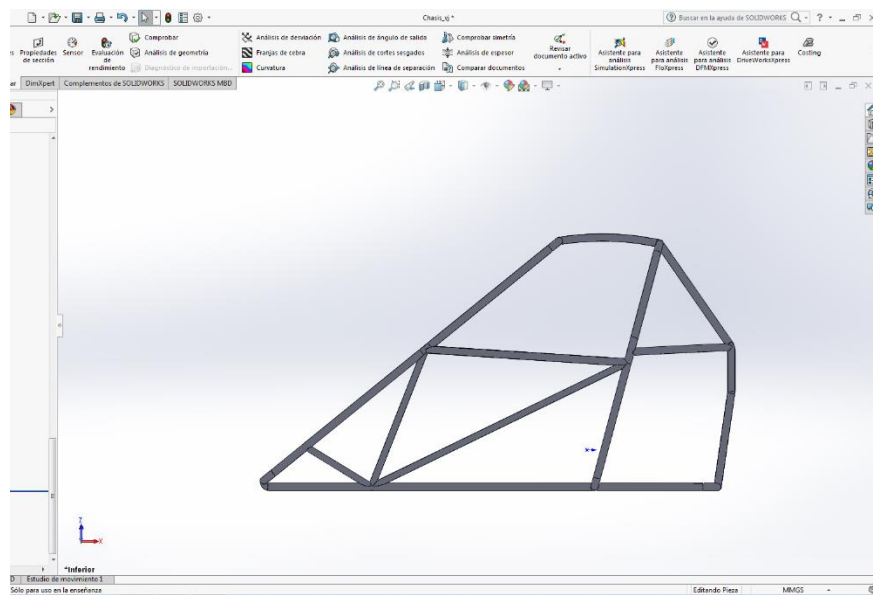 Chasis_vj *
Buscar en la ayuda de SOLIDWORKS
Propiedades de sección
Sensor
Evaluación de rendimiento
Comprobar
Análisis de geometría
Diagnóstico de importación...
Análisis de desviación
Franjas de cebra
Curvatura
Análisis de ángulo de salida
Análisis de cortes sesgados
Análisis de línea de separación
Comprobar simetría
Análisis de espesor
Comparar documentos
Revisar documento activo
Asistente para análisis SimulationXpress
Asistente para análisis FloXpress
Asistente para análisis DFMXpress
Asistente para DriveWorksXpress
Costing
DimXpert
Complementos de SOLIDWORKS
SOLIDWORKS MBD
Z
X
*Inferior
Estudio de movimiento 1
Sólo para uso en la enseñanza
Editando Pieza
MMGS